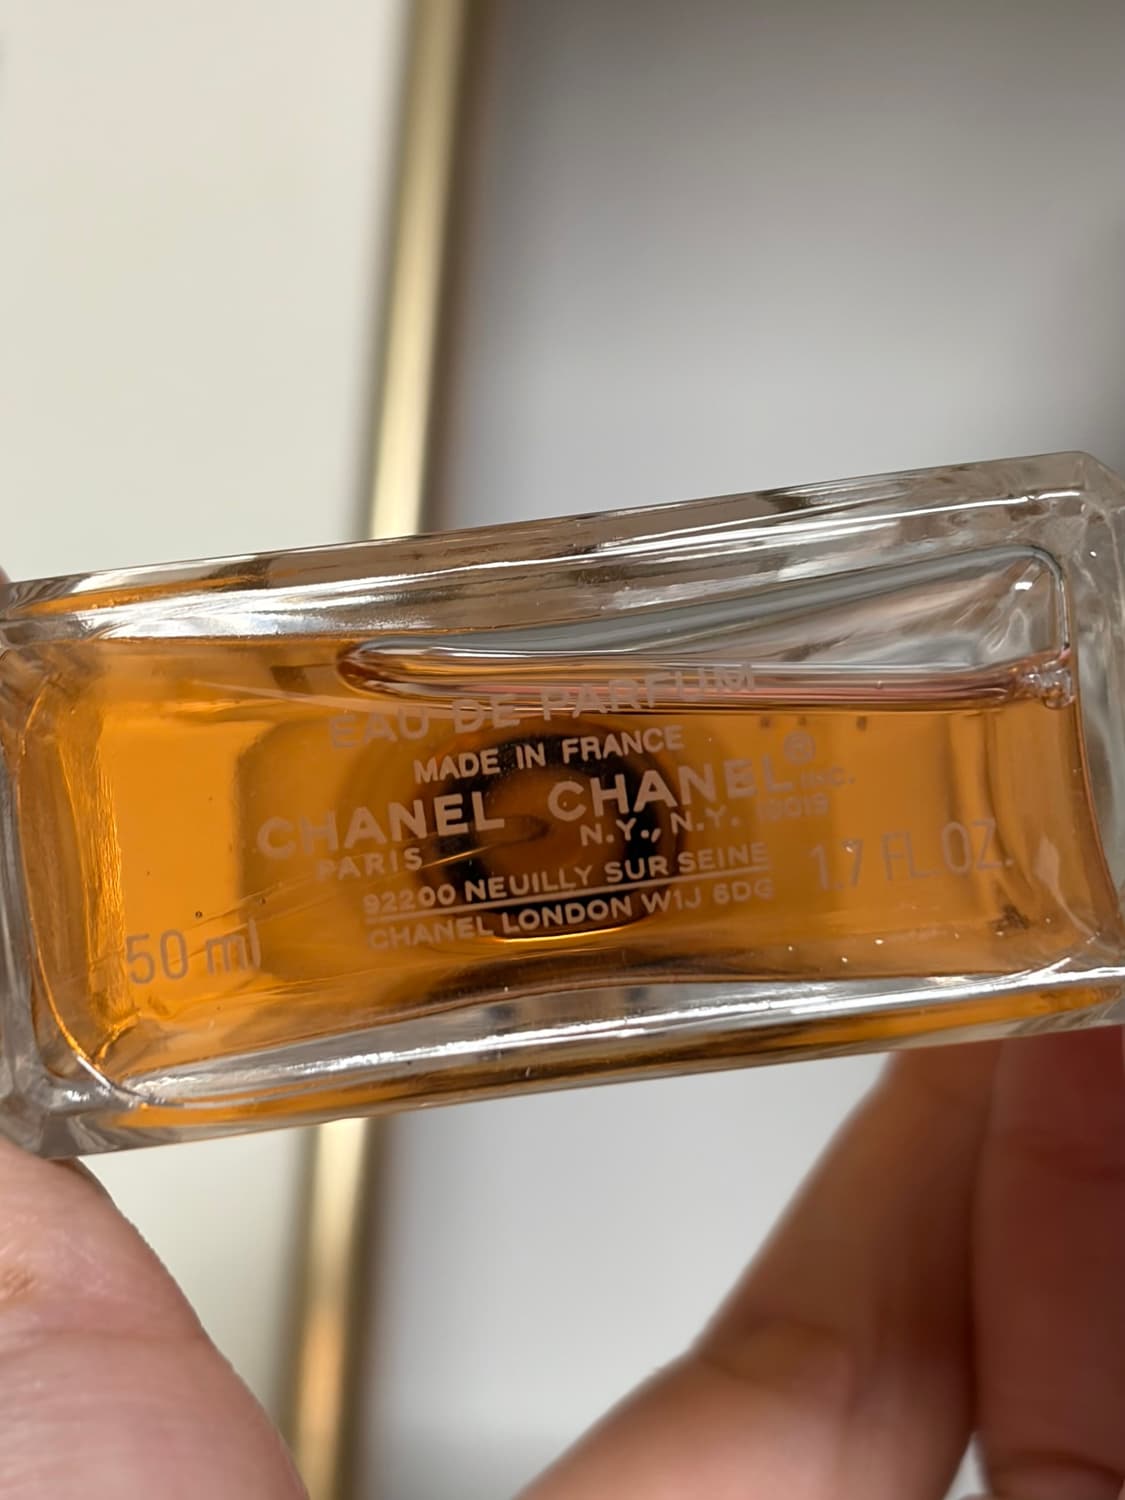 EAU DE PARFUM
MADE IN FRANCE
CHANEL CHANEL® INC.
PARIS N.Y., N.Y. 10019
92200 NEUILLY SUR SEINE
CHANEL LONDON W1J 6DG
50 ml 1.7 FL.OZ.